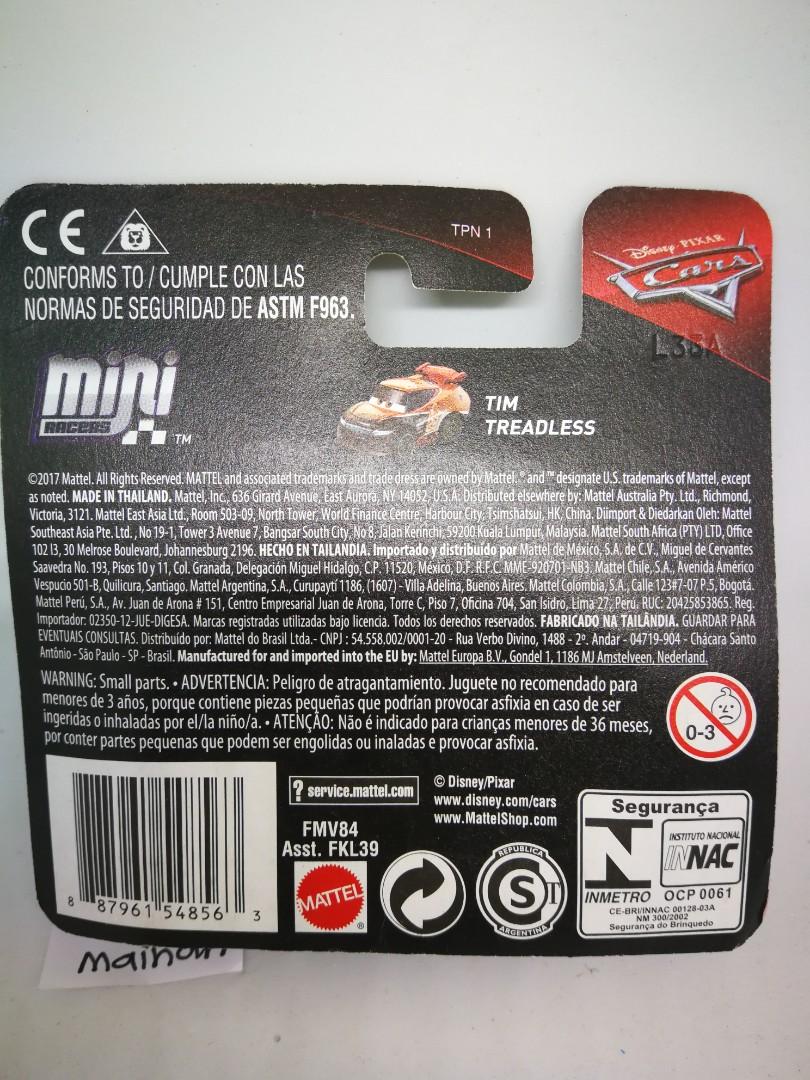 CE
TPN 1
Disney·PIXAR
Cars
CONFORMS TO / CUMPLE CON LAS
NORMAS DE SEGURIDAD DE ASTM F963.
mini
RACERS
TM
TIM
TREADLESS
©2017 Mattel. All Rights Reserved. MATTEL and associated trademarks and trade dress are owned by Mattel. ® and ™ designate U.S. trademarks of Mattel, except
as noted. MADE IN THAILAND. Mattel, Inc., 636 Girard Avenue, East Aurora, NY 14052, U.S.A. Distributed elsewhere by: Mattel Australia Pty. Ltd., Richmond,
Victoria, 3121. Mattel East Asia Ltd., Room 503-09, North Tower, World Finance Centre, Harbour City, Tsimshatsui, HK, China. Diimport & Diedarkan Oleh: Mattel
Southeast Asia Pte. Ltd., No 19-1, Tower 3 Avenue 7, Bangsar South City, No 8, Jalan Kerinchi, 59200 Kuala Lumpur, Malaysia. Mattel South Africa (PTY) LTD, Office
102 I3, 30 Melrose Boulevard, Johannesburg 2196. HECHO EN TAILANDIA. Importado y distribuido por Mattel de México, S.A. de C.V., Miguel de Cervantes
Saavedra No. 193, Pisos 10 y 11, Col. Granada, Delegación Miguel Hidalgo, C.P. 11520, México, D.F. R.F.C. MME-920701-NB3. Mattel Chile, S.A., Avenida Américo
Vespucio 501-B, Quilicura, Santiago. Mattel Argentina, S.A., Curupaytí 1186, (1607) - Villa Adelina, Buenos Aires. Mattel Colombia, S.A., Calle 123#7-07 P.5, Bogotá.
Mattel Perú, S.A., Av. Juan de Arona # 151, Centro Empresarial Juan de Arona, Torre C, Piso 7, Oficina 704, San Isidro, Lima 27, Perú. RUC: 20425853865. Reg.
Importador: 02350-12-JUE-DIGESA. Marcas registradas utilizadas bajo licencia. Todos los derechos reservados. FABRICADO NA TAILÂNDIA. GUARDAR PARA
EVENTUAIS CONSULTAS. Distribuído por: Mattel do Brasil Ltda.- CNPJ : 54.558.002/0001-20 - Rua Verbo Divino, 1488 - 2º. Andar - 04719-904 - Chácara Santo
Antônio - São Paulo - SP - Brasil. Manufactured for and imported into the EU by: Mattel Europa B.V., Gondel 1, 1186 MJ Amstelveen, Nederland.
WARNING: Small parts. • ADVERTENCIA: Peligro de atragantamiento. Juguete no recomendado para
menores de 3 años, porque contiene piezas pequeñas que podrían provocar asfixia en caso de ser
ingeridas o inhaladas por el/la niño/a. • ATENÇÃO: Não é indicado para crianças menores de 36 meses,
por conter partes pequenas que podem ser engolidas ou inaladas e provocar asfixia.
0-3
? service.mattel.com
© Disney/Pixar
www.disney.com/cars
www.MattelShop.com
FMV84
Asst. FKL39
MATTEL
®
REPUBLICA
S T
ARGENTINA
Segurança
N
INSTITUTO NACIONAL
INNAC
INMETRO OCP 0061
CE-BRI/INNAC 00128-03A
NM 300/2002
Segurança do Brinquedo
8 87961 54856 3